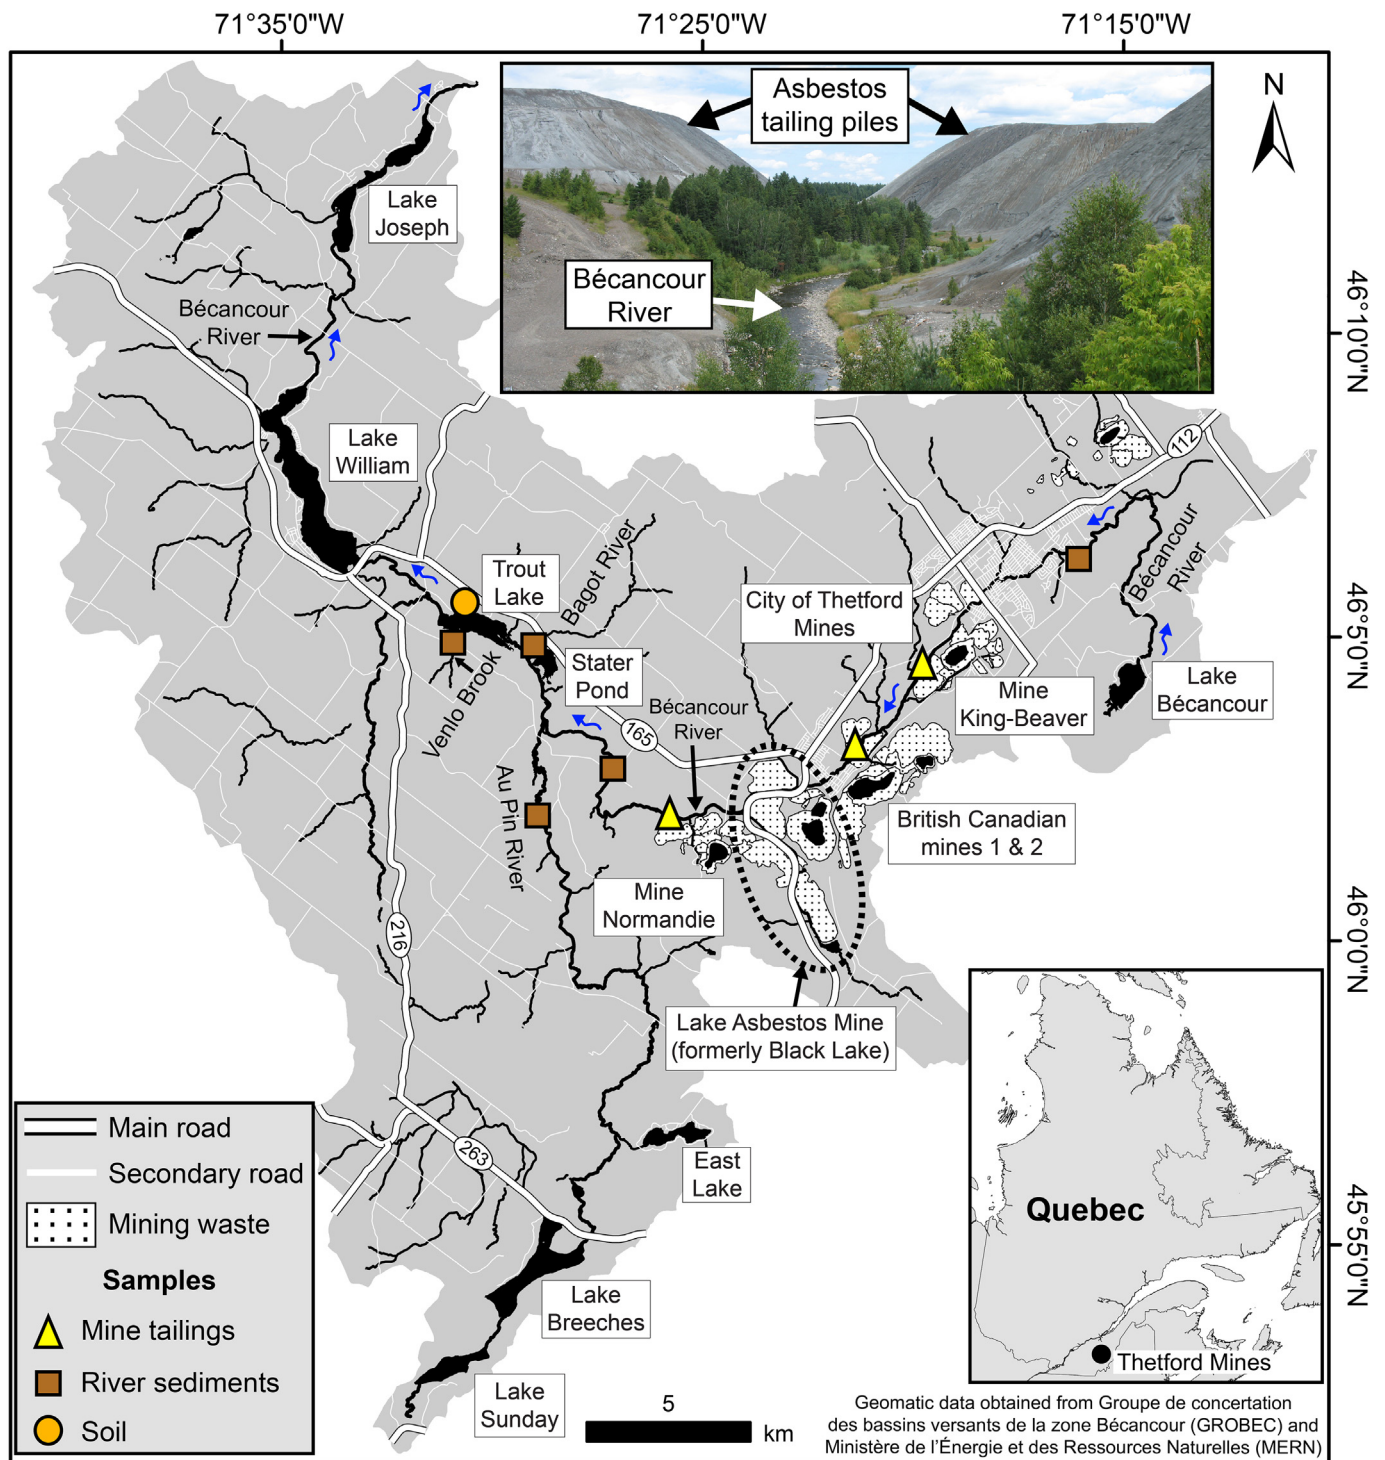 71°35'0"W
71°25'0"W
71°15'0"W
Asbestos
tailing piles
N
Lake
Joseph
Bécancour
River
Bécancour
River
46°10'0"N
Lake
William
112
Bécancour
River
Trout
Lake
Bagot River
City of Thetford
Mines
46°5'0"N
Stater
Pond
Venlo Brook
Bécancour
River
165
Mine
King-Beaver
Lake
Bécancour
Au Pin River
British Canadian
mines 1 & 2
Mine
Normandie
216
46°0'0"N
Lake Asbestos Mine
(formerly Black Lake)
263
East
Lake
Lake
Breeches
Lake
Sunday
45°55'0"N
Main road
Secondary road
Mining waste
Samples
Mine tailings
River sediments
Soil
5
km
Quebec
Thetford Mines
Geomatic data obtained from Groupe de concertation
des bassins versants de la zone Bécancour (GROBEC) and
Ministère de l'Énergie et des Ressources Naturelles (MERN)